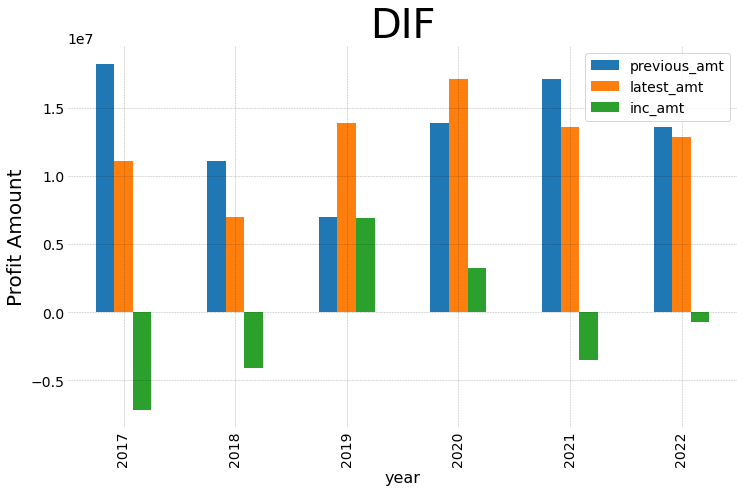 DIF
1e7
previous_amt
latest_amt
inc_amt
1.5
1.0
0.5
0.0
−0.5
Profit Amount
2017
2018
2019
2020
2021
2022
year